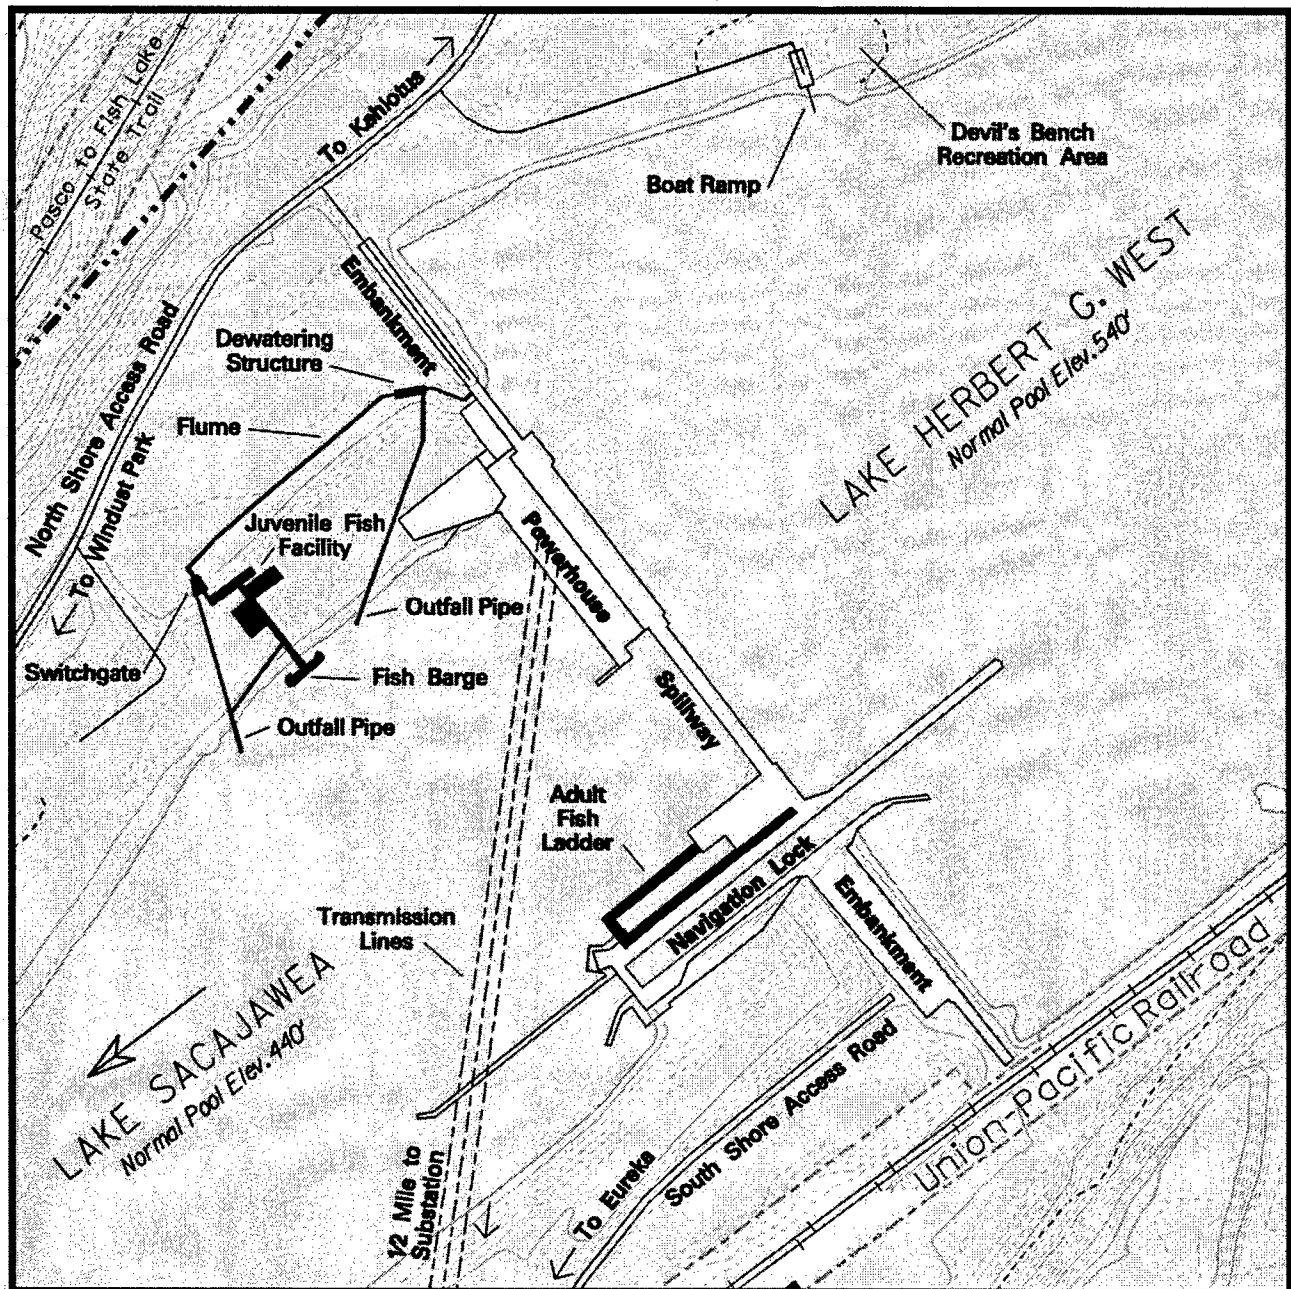 Pasco to Fish Lake
State Trail
To Kahlotus
Devil's Bench
Recreation Area
Boat Ramp
LAKE HERBERT G. WEST
Normal Pool Elev. 540'
Embankment
Dewatering
Structure
Flume
North Shore Access Road
To Windust Park
Juvenile Fish
Facility
Powerhouse
Outfall Pipe
Switchgate
Fish Barge
Outfall Pipe
Spillway
Adult
Fish
Ladder
Navigation Lock
Embankment
Transmission
Lines
LAKE SACAJAWEA
Normal Pool Elev. 440'
1/2 Mile to
Substation
To Eureka
South Shore Access Road
Union Pacific Railroad